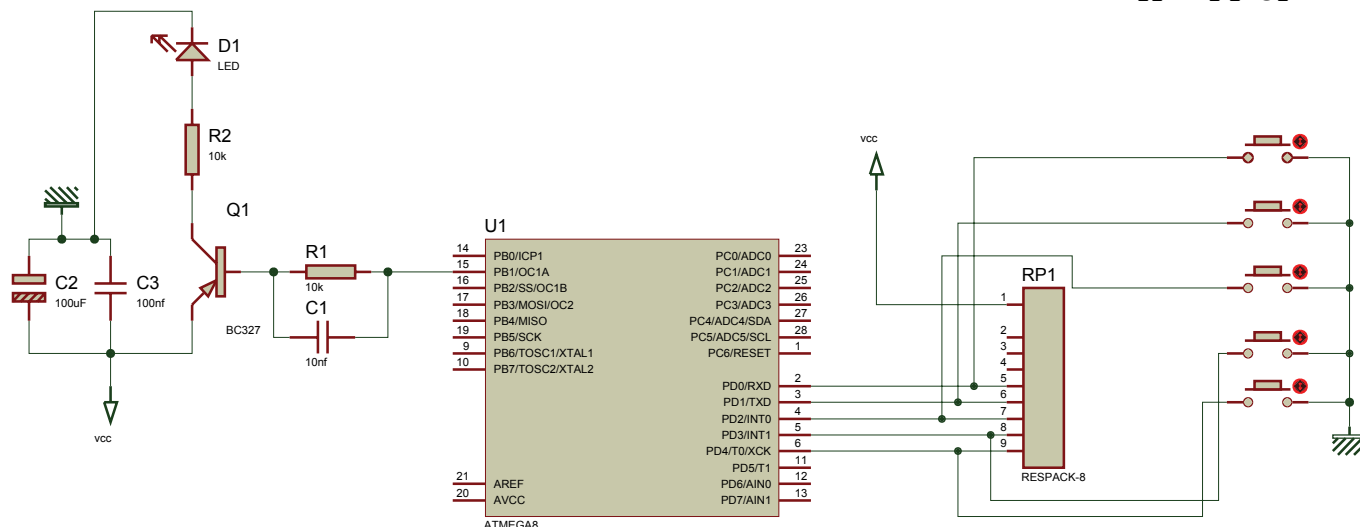 D1
LED
R2
10k
vcc
Q1
U1
R1
C2
C3
RP1
100uF
100nf
10k
C1
BC327
10nf
vcc
14 PB0/ICP1 PC0/ADC0 23
15 PB1/OC1A PC1/ADC1 24
16 PB2/SS/OC1B PC2/ADC2 25
17 PB3/MOSI/OC2 PC3/ADC3 26
18 PB4/MISO PC4/ADC4/SDA 27
19 PB5/SCK PC5/ADC5/SCL 28
9 PB6/TOSC1/XTAL1 PC6/RESET 1
10 PB7/TOSC2/XTAL2
PD0/RXD 2
PD1/TXD 3
PD2/INT0 4
PD3/INT1 5
PD4/T0/XCK 6
PD5/T1 11
21 AREF PD6/AIN0 12
20 AVCC PD7/AIN1 13
ATMEGA8
1
2
3
4
5
6
7
8
9
RESPACK-8